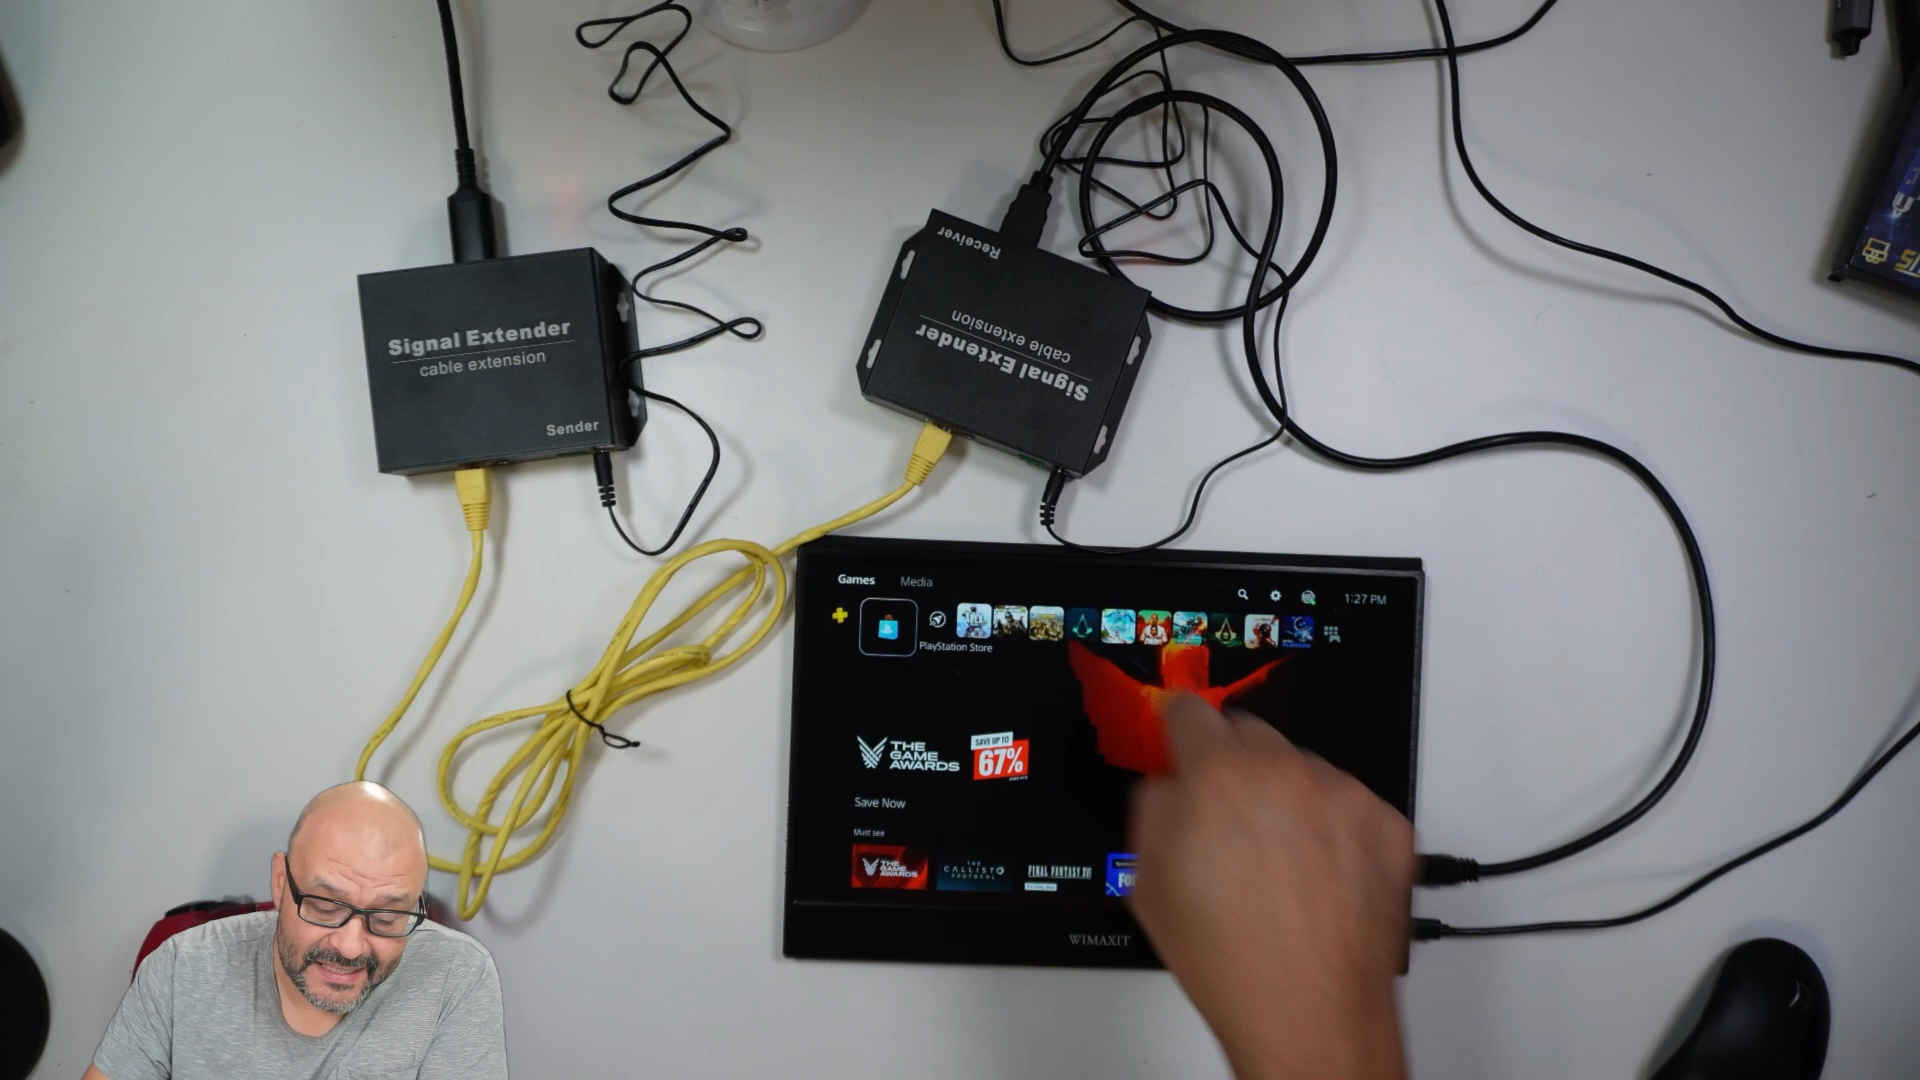 Signal Extender
cable extension
Sender
Receiver
Signal Extender
cable extension
Games Media
1:27 PM
APEX
PlayStation Store
THE GAME AWARDS
SAVE UP TO
67%
Save Now
Must see
THE GAME AWARDS
THE CALLISTO PROTOCOL
FINAL FANTASY XVI
WIMAXIT